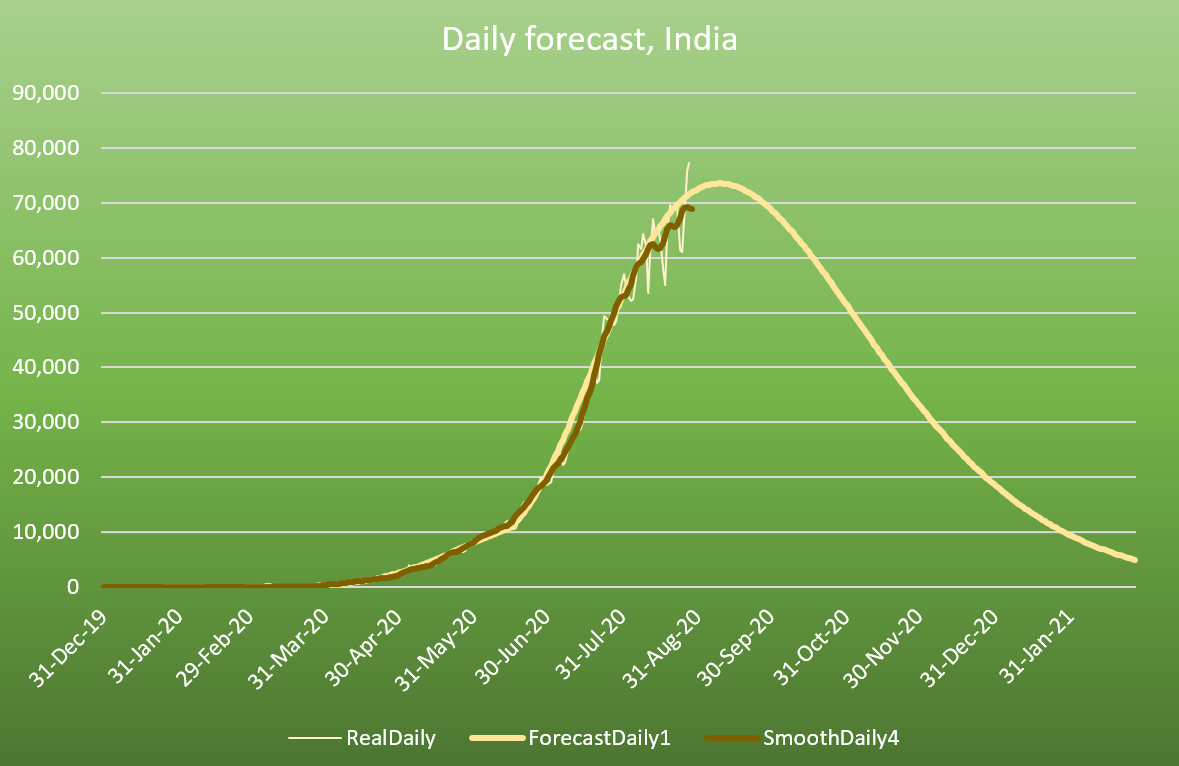 Daily forecast, India
90,000
80,000
70,000
60,000
50,000
40,000
30,000
20,000
10,000
0
31-Dec-19
31-Jan-20
29-Feb-20
31-Mar-20
30-Apr-20
31-May-20
30-Jun-20
31-Jul-20
31-Aug-20
30-Sep-20
31-Oct-20
30-Nov-20
31-Dec-20
31-Jan-21
RealDaily ForecastDaily1 SmoothDaily4